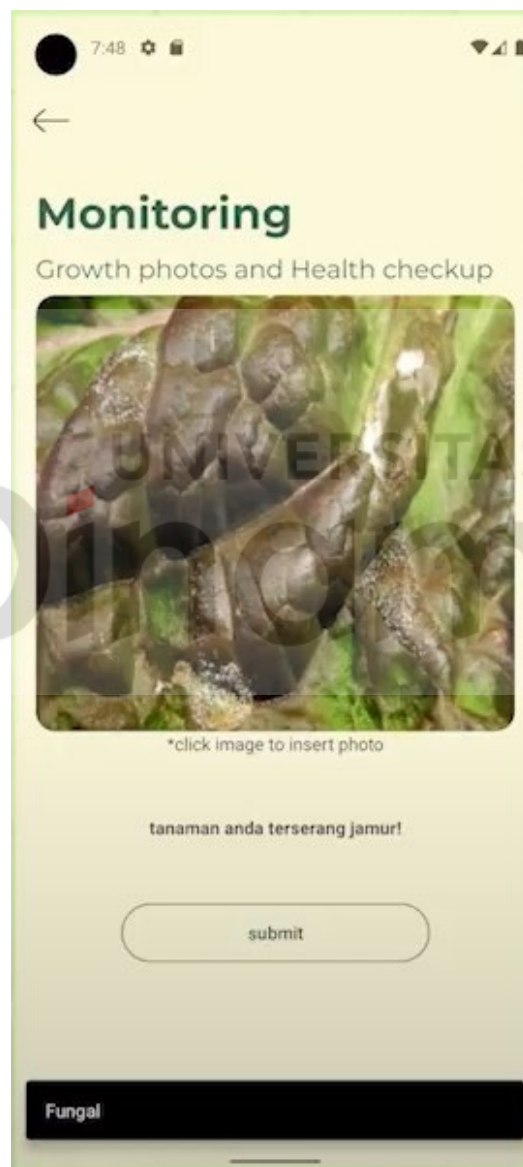 7:48
Monitoring
Growth photos and Health checkup
UNIVERSITA
*click image to insert photo
tanaman anda terserang jamur!
submit
Fungal